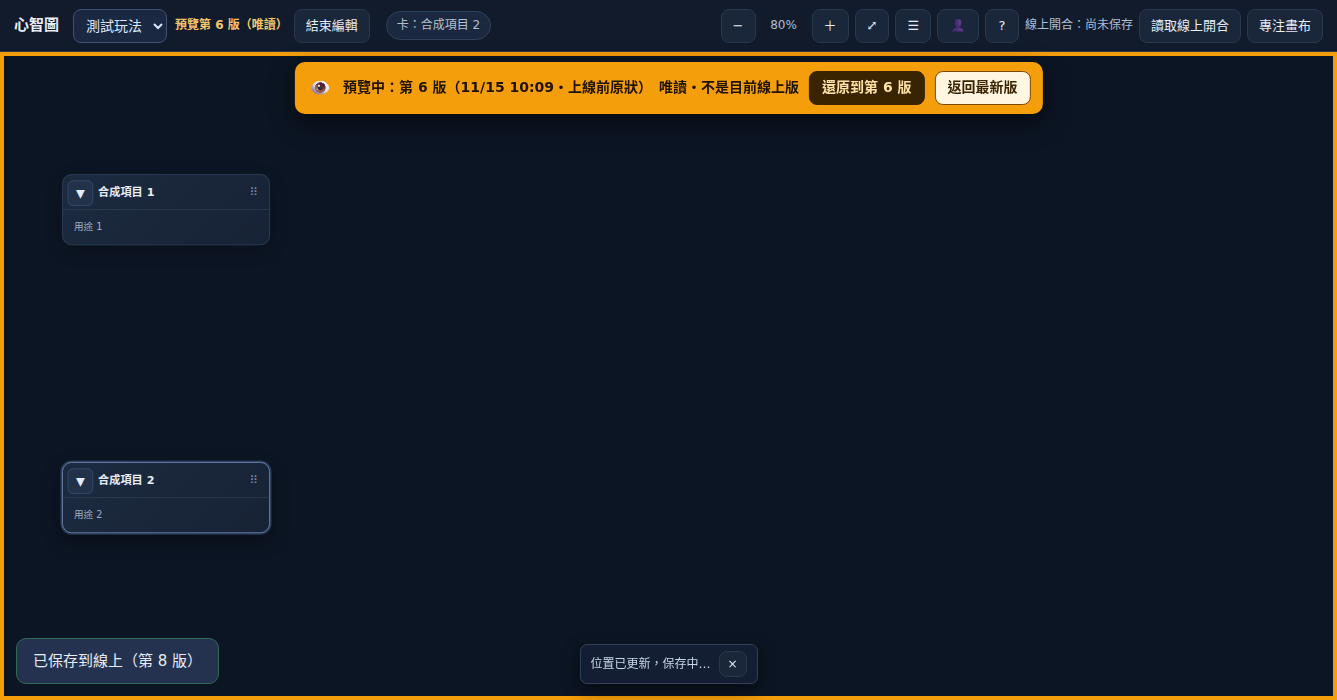 心智圖 測試玩法 預覽第 6 版（唯讀） 結束編輯 卡：合成項目 2 − 80% ＋ ⤢ ☰ ? 線上開合：尚未保存 讀取線上開合 專注畫布
預覽中：第 6 版（11/15 10:09・上線前原狀） 唯讀・不是目前線上版 還原到第 6 版 返回最新版
▼ 合成項目 1
用途 1
▼ 合成項目 2
用途 2
已保存到線上（第 8 版）
位置已更新，保存中… ×